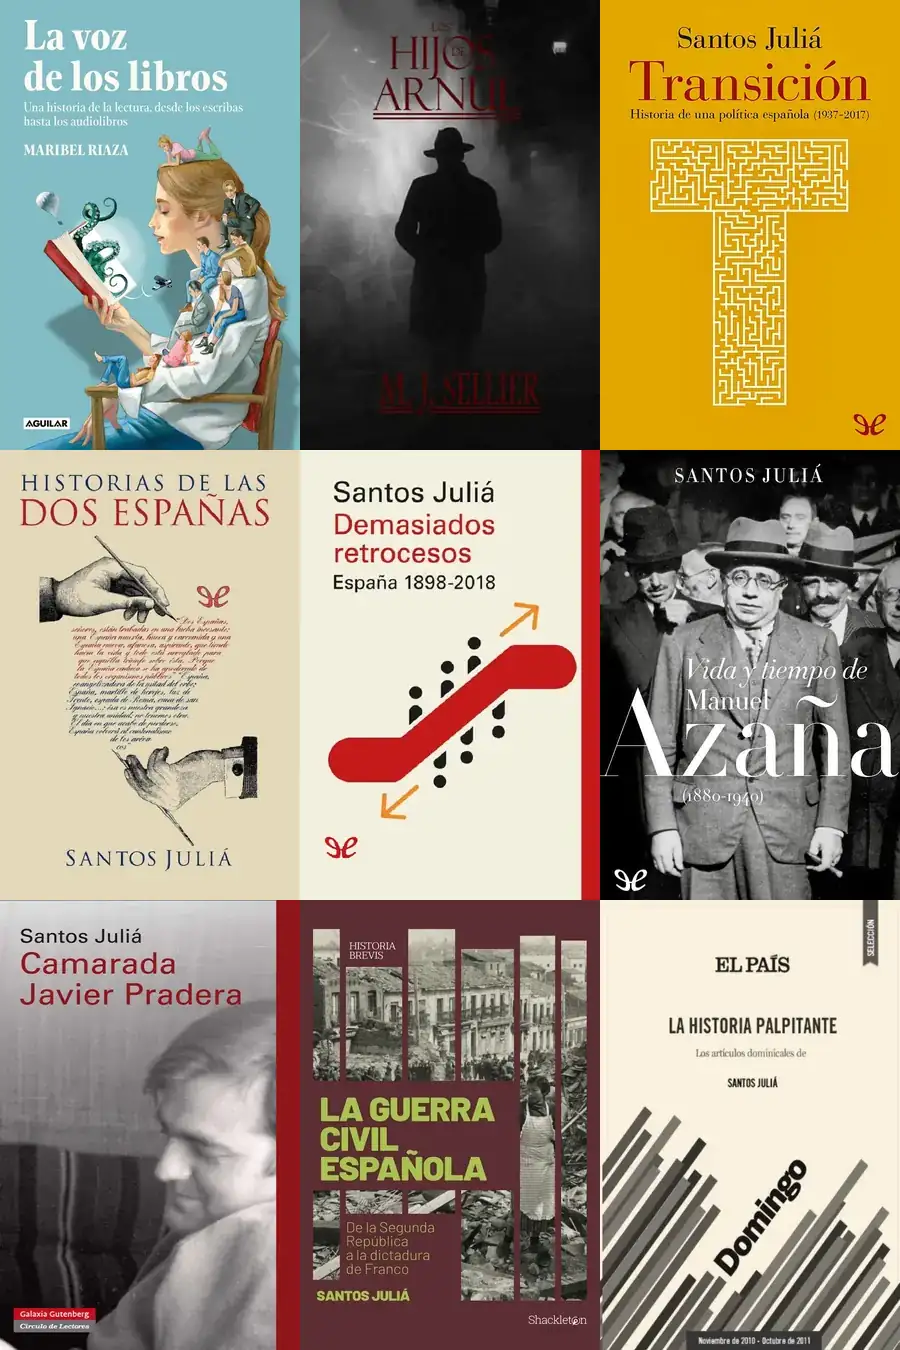 La voz
de los libros
Una historia de la lectura, desde los escribas
hasta los audiolibros
MARIBEL RIAZA
AGUILAR
LOS
HIJOS
DE
ARNUL
M. J. SELLIER
Santos Juliá
Transición
Historia de una política española (1937-2017)
HISTORIAS DE LAS
DOS ESPAÑAS
SANTOS JULIÁ
Santos Juliá
Demasiados
retrocesos
España 1898-2018
SANTOS JULIÁ
Vida y tiempo de
Manuel
Azaña
(1880-1940)
Santos Juliá
Camarada
Javier Pradera
Galaxia Gutenberg
Círculo de Lectores
HISTORIA
BREVIS
LA GUERRA
CIVIL
ESPAÑOLA
De la Segunda
República
a la dictadura
de Franco
SANTOS JULIÁ
Shackleton
SELECCIÓN
EL PAÍS
LA HISTORIA PALPITANTE
Los artículos dominicales de
SANTOS JULIÁ
Domingo
Noviembre de 2010 - Octubre de 2011